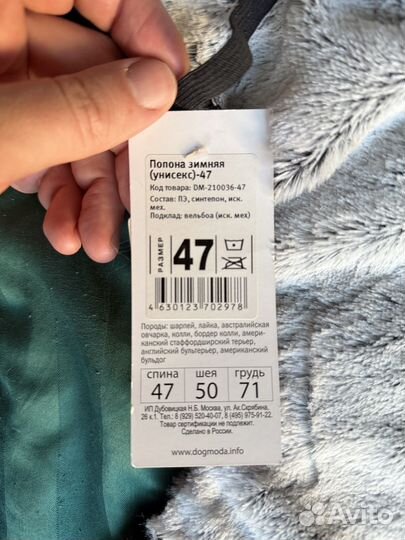 Попона зимняя
(унисекс)-47
Код товара: DM-210036-47
Состав: ПЭ, синтепон, иск.
мех.
Подклад: вельбоа (иск. мех)
РАЗМЕР
47
4 630123 702978
Породы: шарпей, лайка, австралийская
овчарка, колли, бордер колли, амери-
канский стаффордширский терьер,
английский бультерьер, американский
бульдог
спина шея грудь
47 50 71
ИП Дубовицкая Н.Б. Москва, ул. Ак.Скрябина,
26 к.1. Тел.: 8 (929) 520-40-07, 8 (495) 975-91-22.
Товар сертификации не подлежит.
Сделано в России.
www.dogmoda.info
Avito